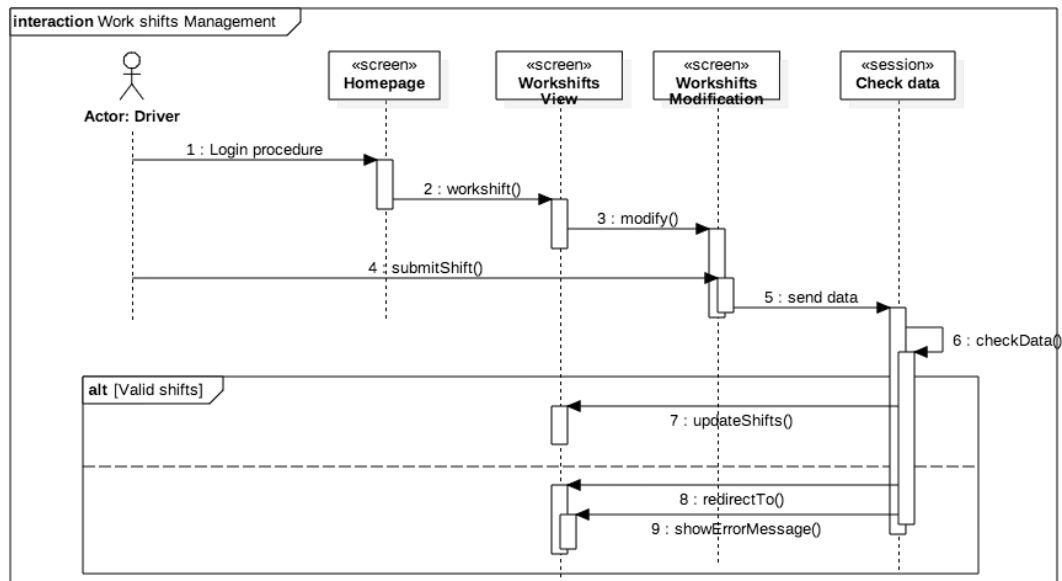 interaction Work shifts Management
«screen»
Homepage
«screen»
Workshifts
View
«screen»
Workshifts
Modification
«session»
Check data
Actor: Driver
1 : Login procedure
2 : workshift()
3 : modify()
4 : submitShift()
5 : send data
6 : checkData()
alt [Valid shifts]
7 : updateShifts()
8 : redirectTo()
9 : showErrorMessage()